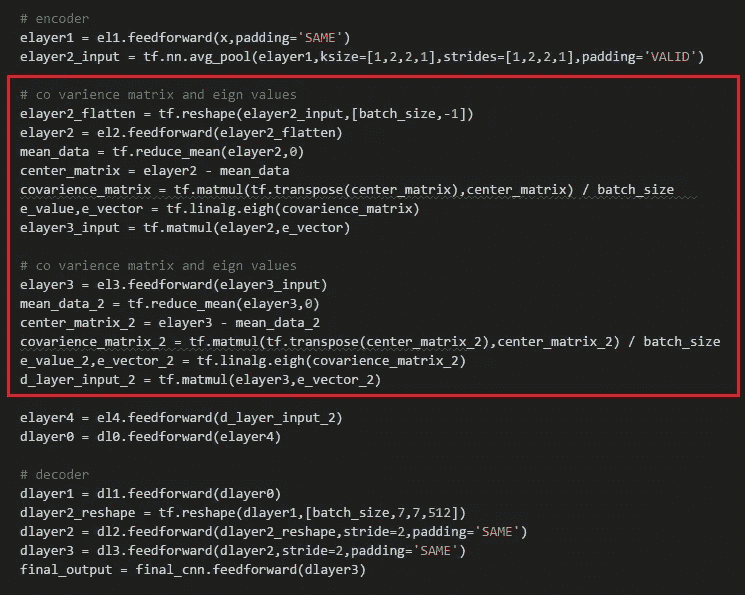 # encoder
elayer1 = el1.feedforward(x,padding='SAME')
elayer2_input = tf.nn.avg_pool(elayer1,ksize=[1,2,2,1],strides=[1,2,2,1],padding='VALID')
# co varience matrix and eign values
elayer2_flatten = tf.reshape(elayer2_input,[batch_size,-1])
elayer2 = el2.feedforward(elayer2_flatten)
mean_data = tf.reduce_mean(elayer2,0)
center_matrix = elayer2 - mean_data
covarience_matrix = tf.matmul(tf.transpose(center_matrix),center_matrix) / batch_size
e_value,e_vector = tf.linalg.eigh(covarience_matrix)
elayer3_input = tf.matmul(elayer2,e_vector)
# co varience matrix and eign values
elayer3 = el3.feedforward(elayer3_input)
mean_data_2 = tf.reduce_mean(elayer3,0)
center_matrix_2 = elayer3 - mean_data_2
covarience_matrix_2 = tf.matmul(tf.transpose(center_matrix_2),center_matrix_2) / batch_size
e_value_2,e_vector_2 = tf.linalg.eigh(covarience_matrix_2)
d_layer_input_2 = tf.matmul(elayer3,e_vector_2)
elayer4 = el4.feedforward(d_layer_input_2)
dlayer0 = dl0.feedforward(elayer4)
# decoder
dlayer1 = dl1.feedforward(dlayer0)
dlayer2_reshape = tf.reshape(dlayer1,[batch_size,7,7,512])
dlayer2 = dl2.feedforward(dlayer2_reshape,stride=2,padding='SAME')
dlayer3 = dl3.feedforward(dlayer2,stride=2,padding='SAME')
final_output = final_cnn.feedforward(dlayer3)